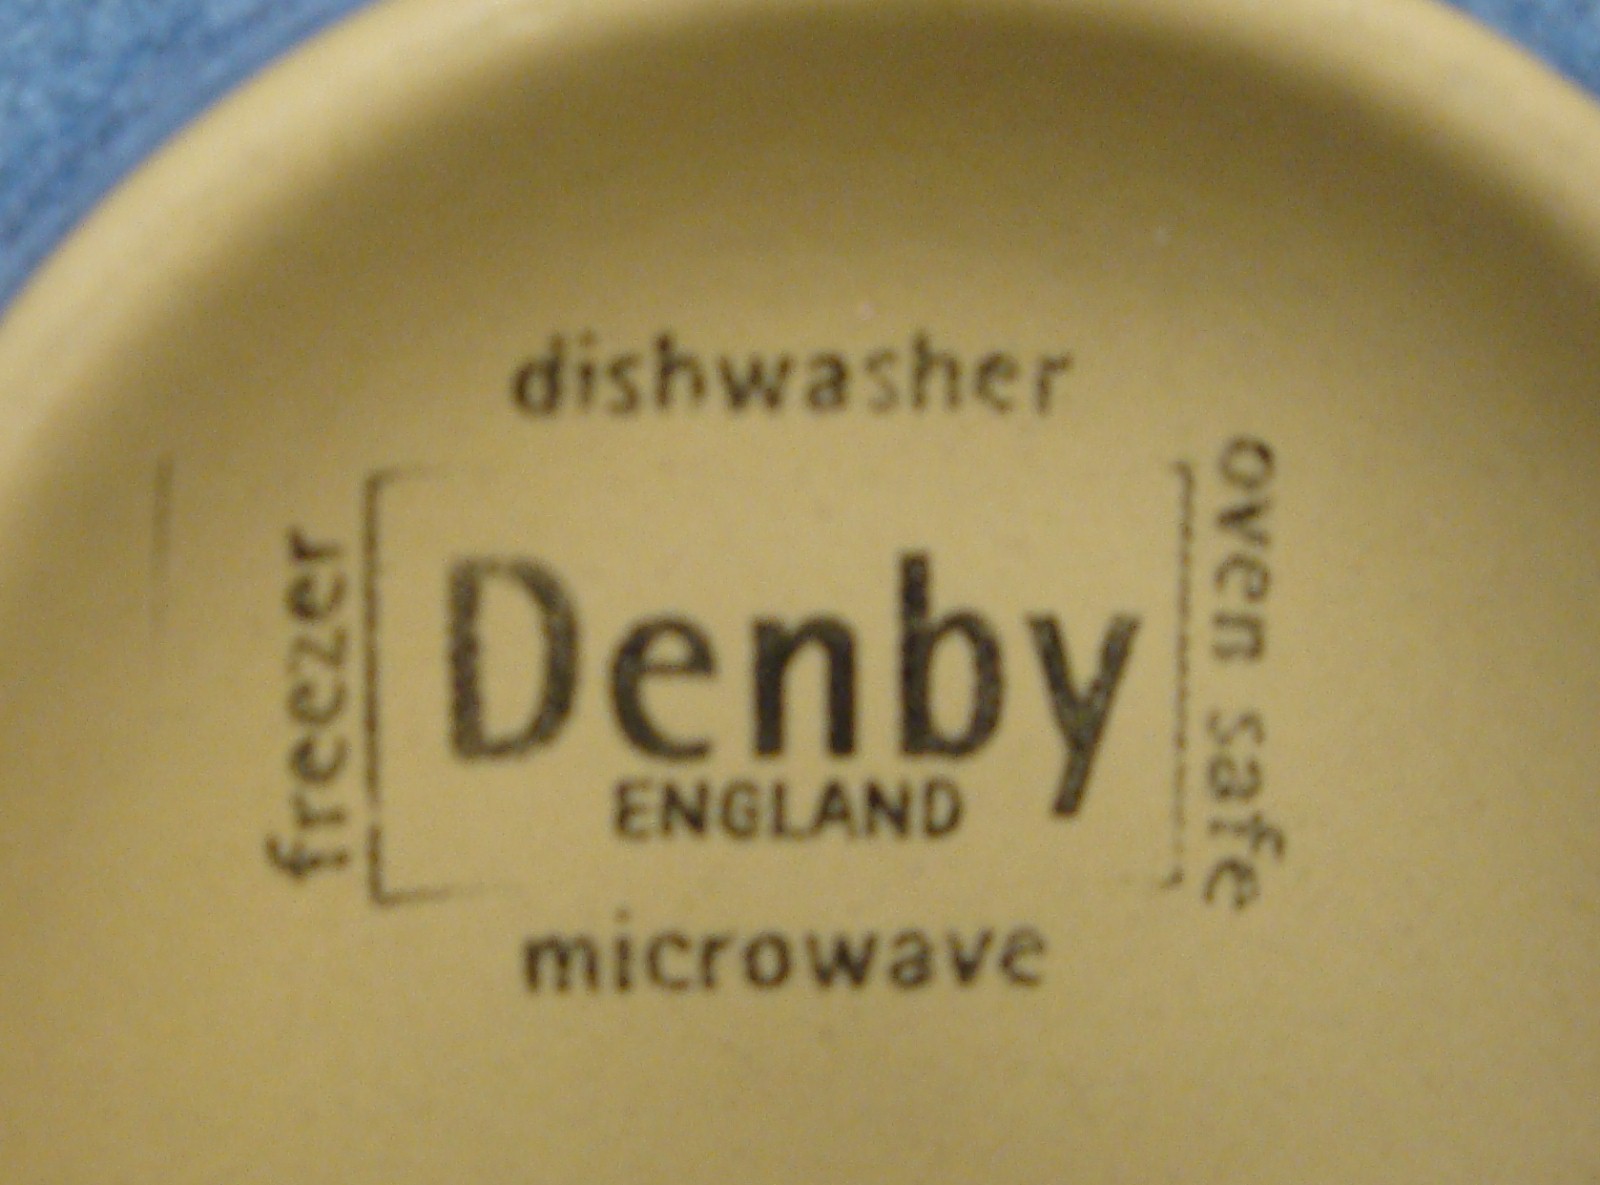 dishwasher
freezer
Denby
ENGLAND
oven safe
microwave